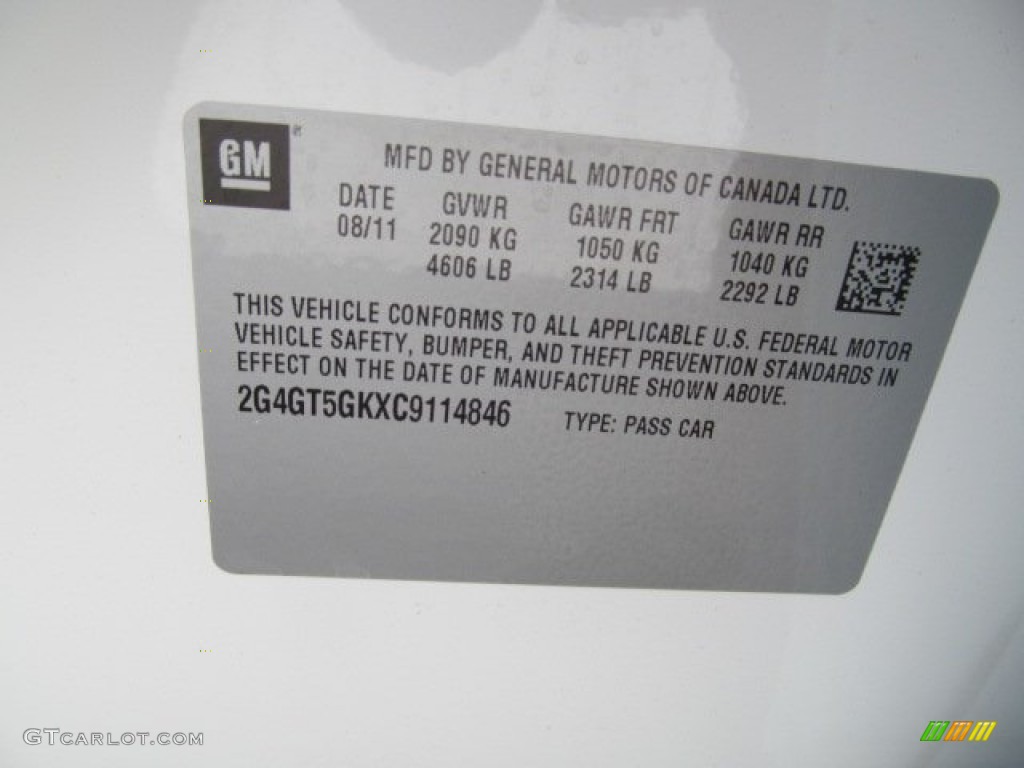 GM
MFD BY GENERAL MOTORS OF CANADA LTD.
DATE GVWR GAWR FRT GAWR RR
08/11 2090 KG 1050 KG 1040 KG
4606 LB 2314 LB 2292 LB
THIS VEHICLE CONFORMS TO ALL APPLICABLE U.S. FEDERAL MOTOR
VEHICLE SAFETY, BUMPER, AND THEFT PREVENTION STANDARDS IN
EFFECT ON THE DATE OF MANUFACTURE SHOWN ABOVE.
2G4GT5GKXC9114846 TYPE: PASS CAR
GTCARLOT.COM